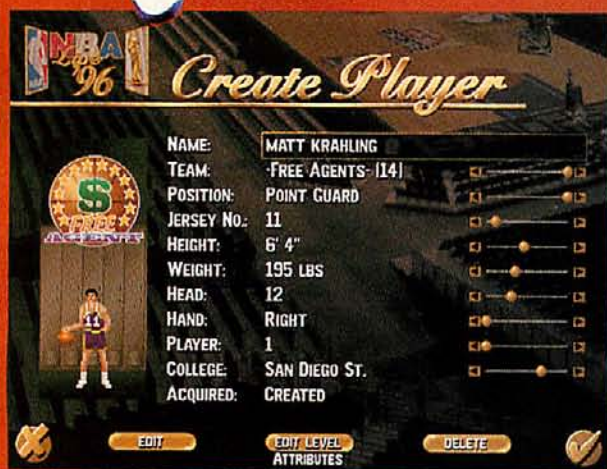 NBA
Live
96
Create Player
NAME: MATT KRAHLING
TEAM: -FREE AGENTS- (14)
POSITION: POINT GUARD
JERSEY NO.: 11
HEIGHT: 6' 4"
WEIGHT: 195 LBS
HEAD: 12
HAND: RIGHT
PLAYER: 1
COLLEGE: SAN DIEGO ST.
ACQUIRED: CREATED
$
FREE
AGENT
11
EDIT
EDIT LEVEL
DELETE
ATTRIBUTES